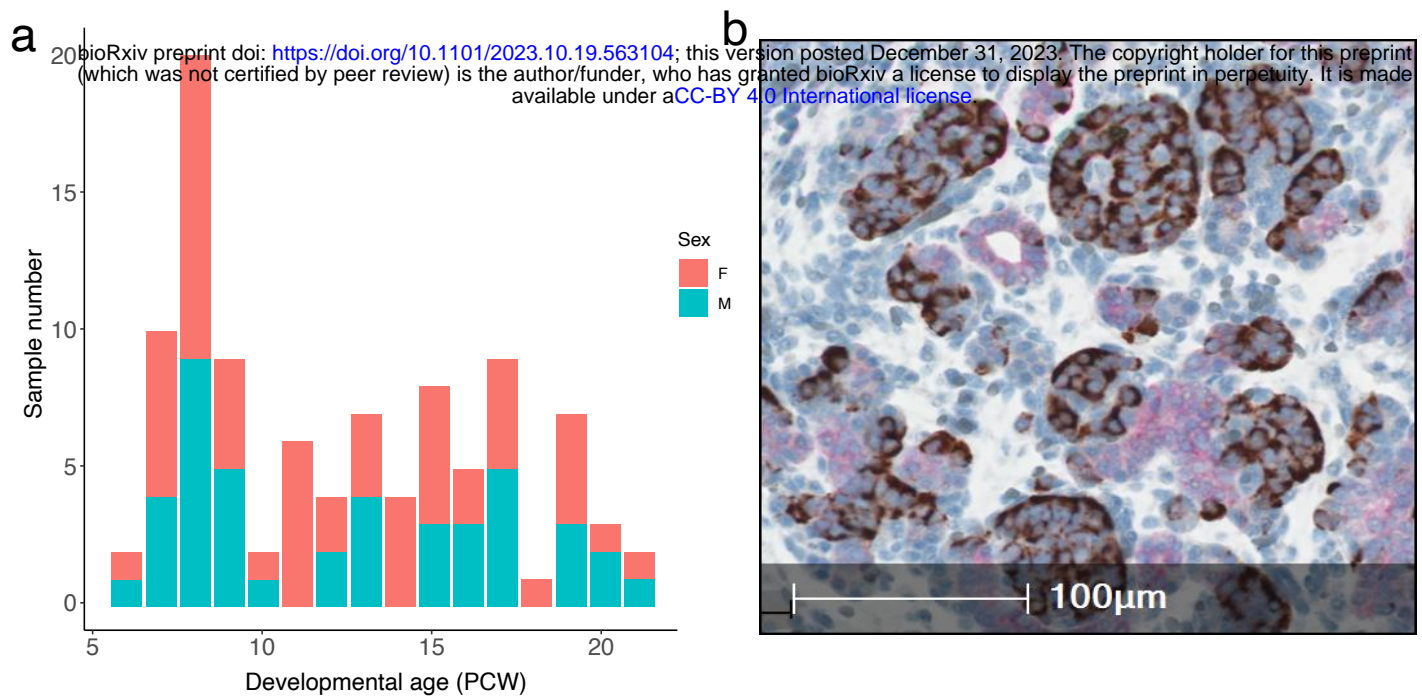 a
b
bioRxiv preprint doi: https://doi.org/10.1101/2023.10.19.563104; this version posted December 31, 2023. The copyright holder for this preprint
(which was not certified by peer review) is the author/funder, who has granted bioRxiv a license to display the preprint in perpetuity. It is made
available under aCC-BY 4.0 International license.
20
15
10
5
0
Sample number
5
10
15
20
Developmental age (PCW)
Sex
F
M
100µm